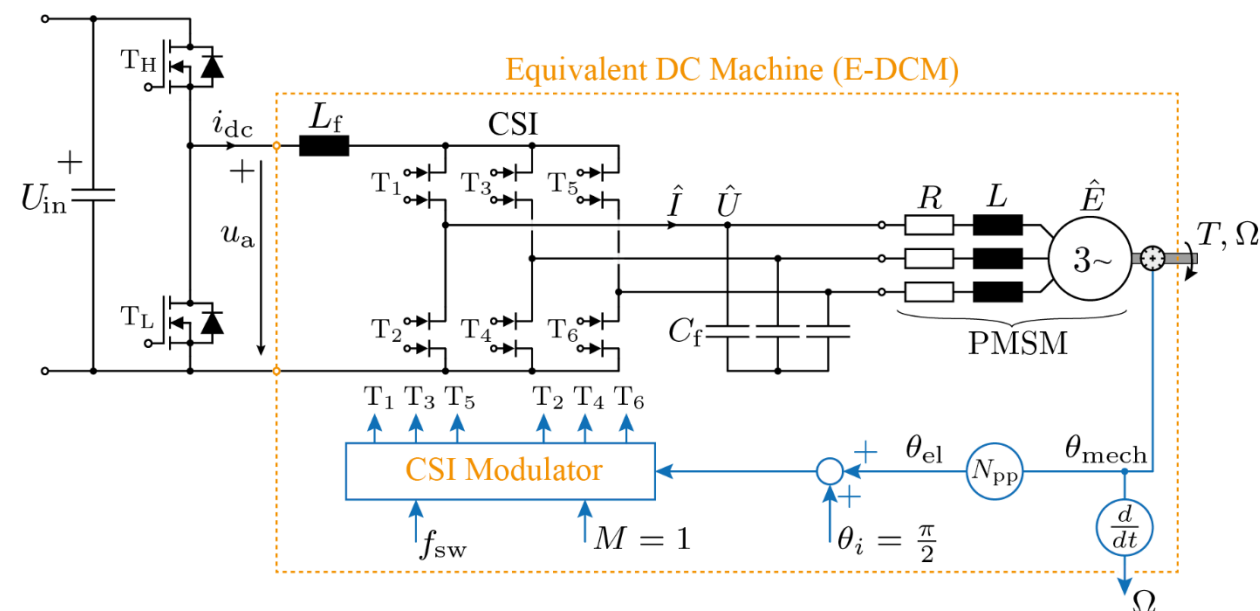 Equivalent DC Machine (E-DCM)
T_H
i_dc
L_f
CSI
+
+
U_in
u_a
T_1
T_3
T_5
Î
Û
R
L
Ê
3~
T, Ω
T_L
T_2
T_4
T_6
C_f
PMSM
T_1 T_3 T_5 T_2 T_4 T_6
CSI Modulator
+
+
θ_el
N_pp
θ_mech
f_sw
M = 1
θ_i = π/2
d/dt
Ω